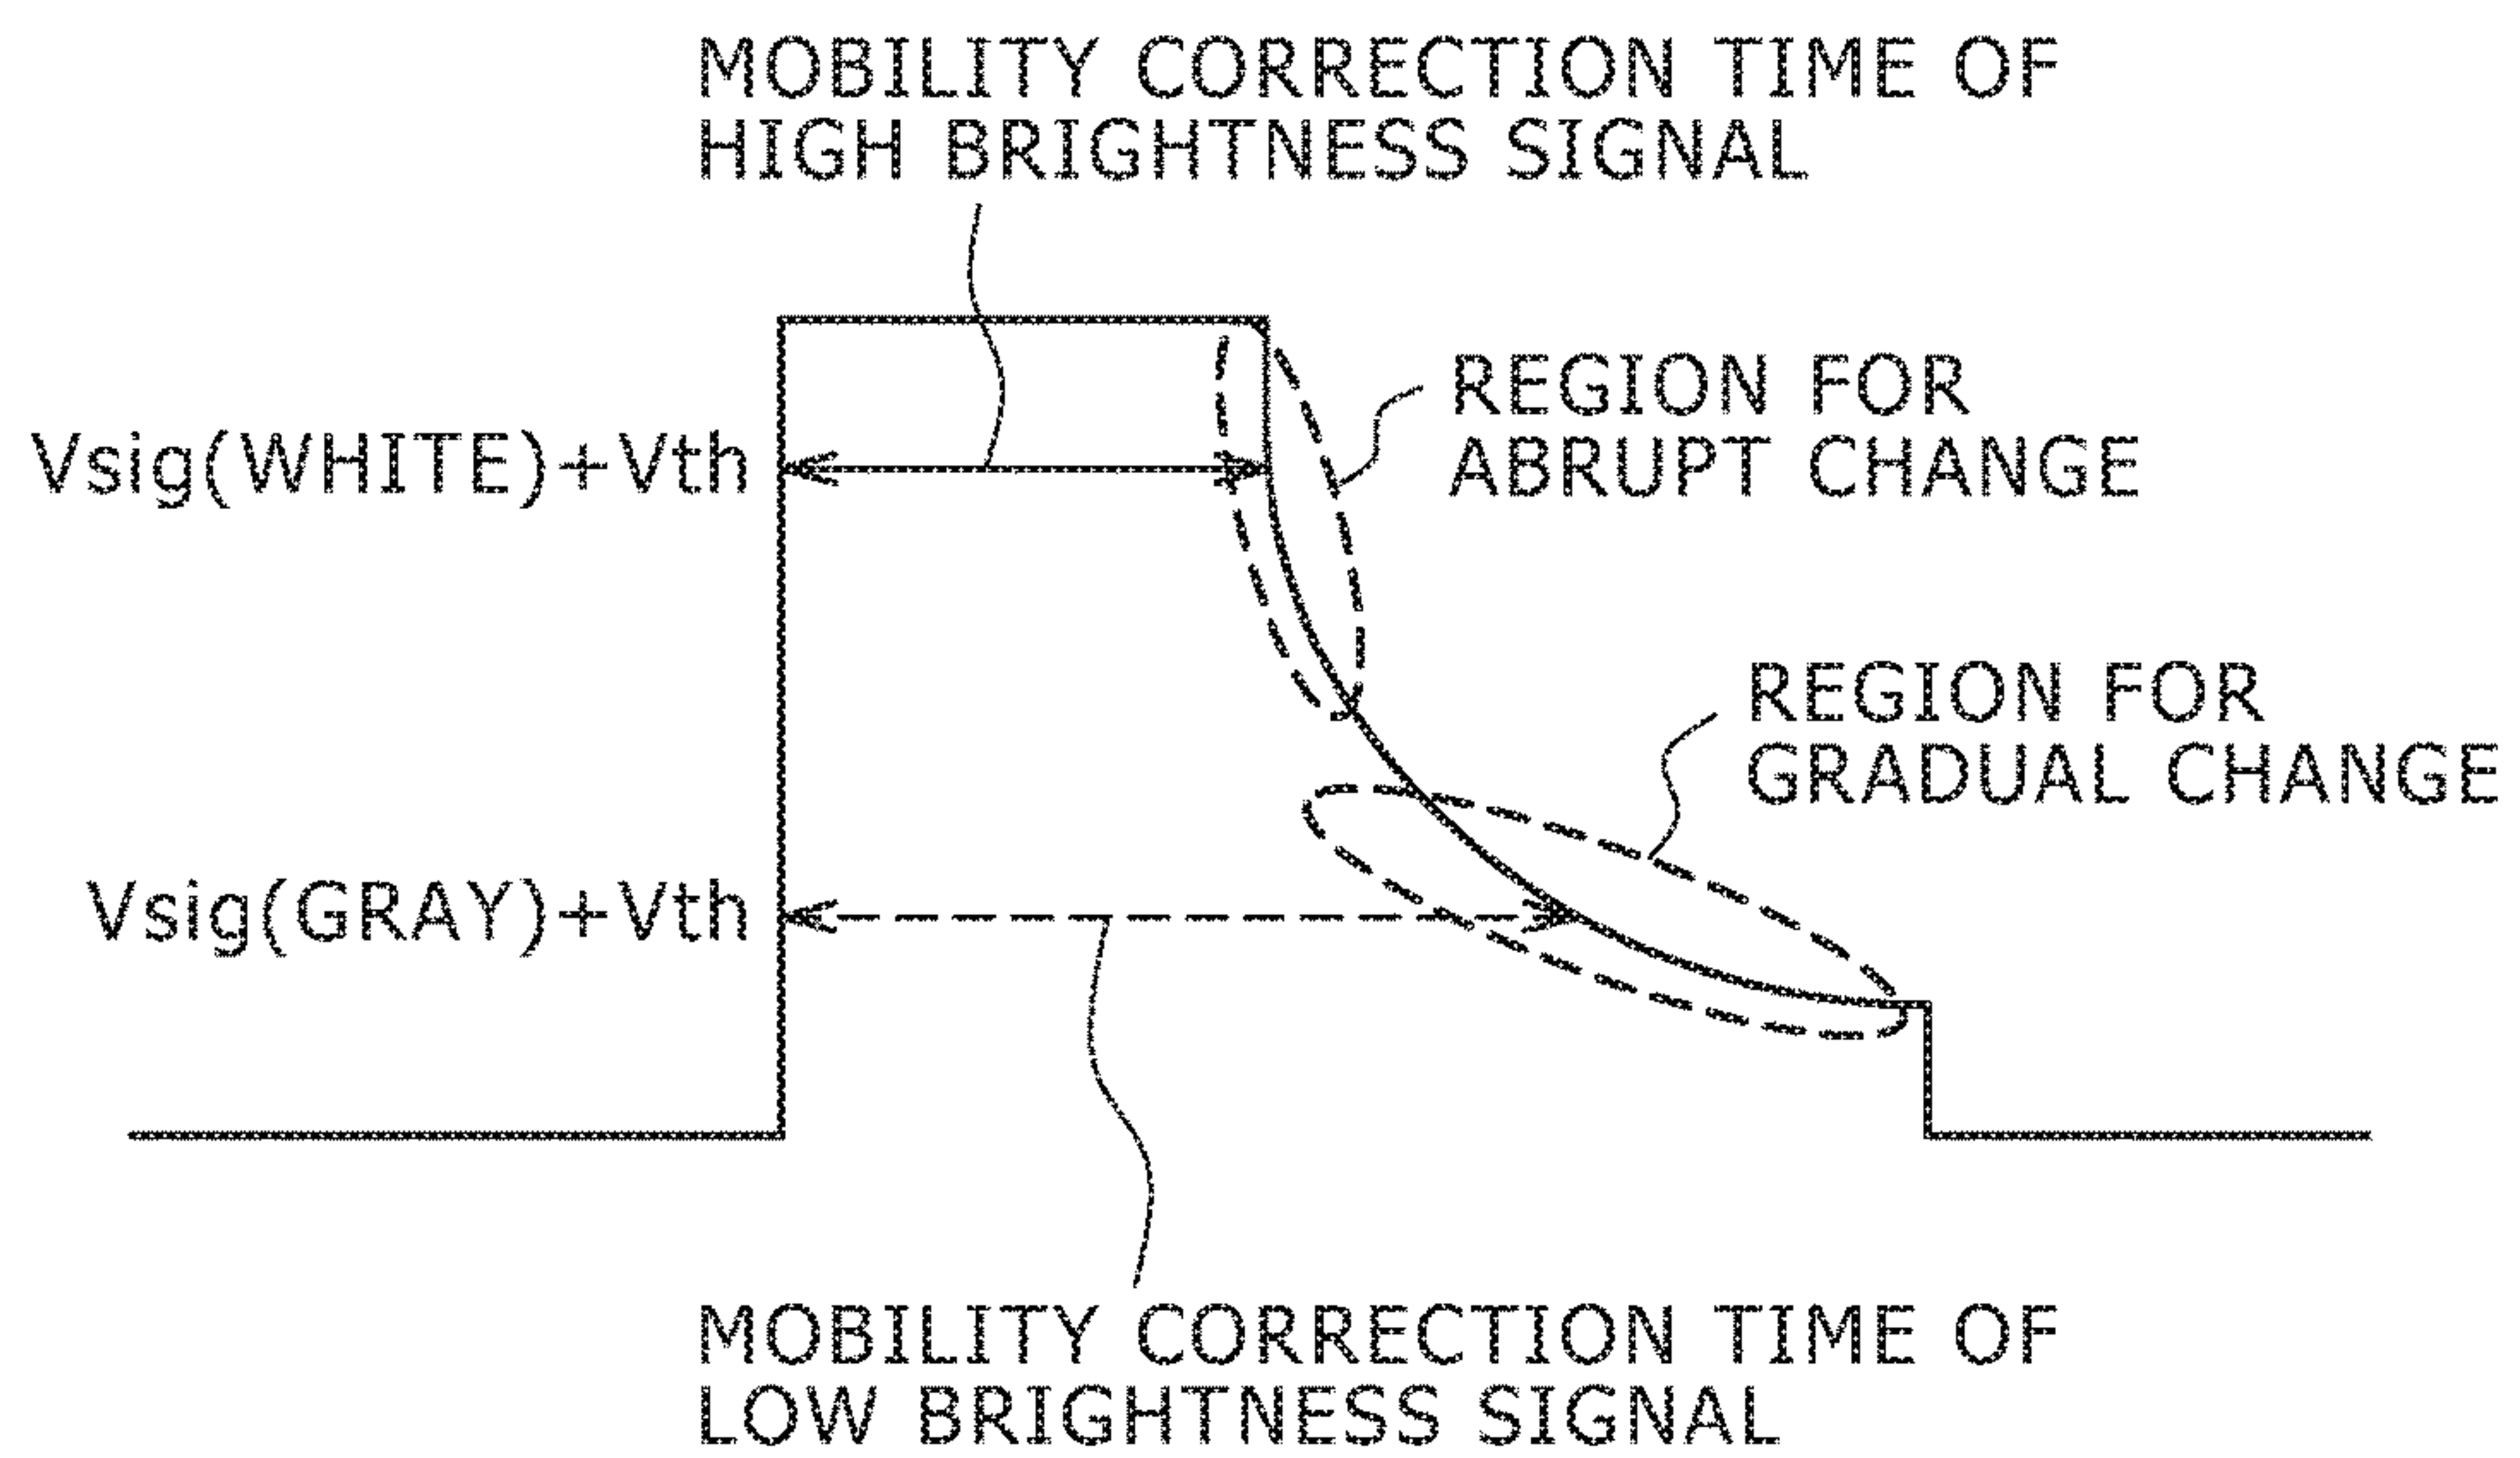 MOBILITY CORRECTION TIME OF
HIGH BRIGHTNESS SIGNAL
REGION FOR
ABRUPT CHANGE
Vsig(WHITE)+Vth
REGION FOR
GRADUAL CHANGE
Vsig(GRAY)+Vth
MOBILITY CORRECTION TIME OF
LOW BRIGHTNESS SIGNAL